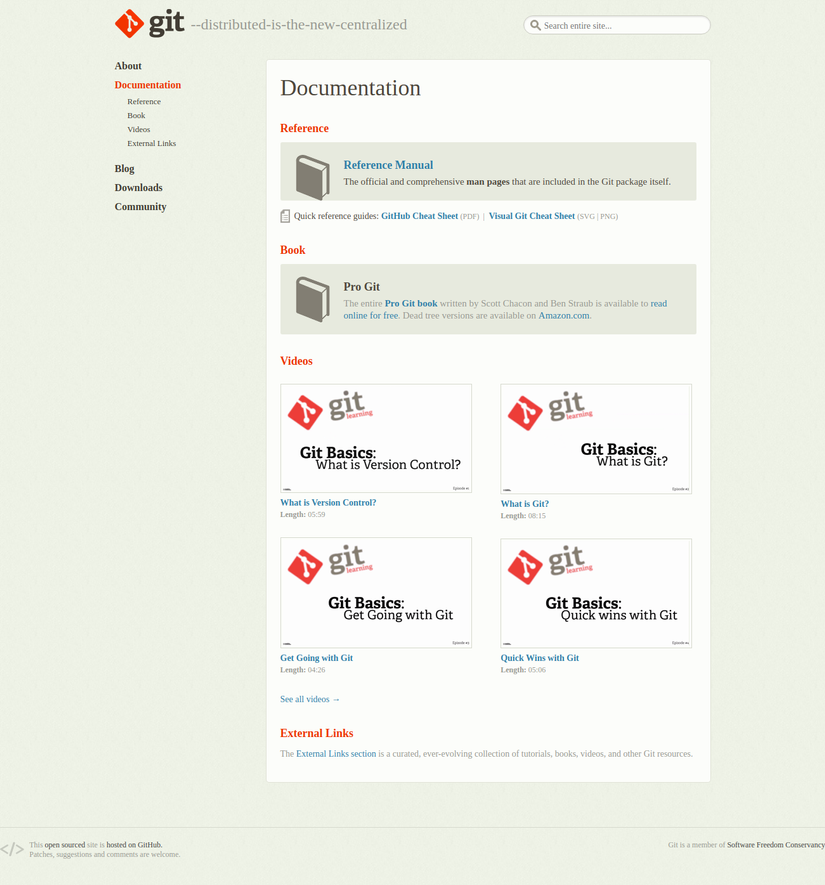 git --distributed-is-the-new-centralized
Search entire site...
About
Documentation
Reference
Book
Videos
External Links
Blog
Downloads
Community
Documentation
Reference
Reference Manual
The official and comprehensive man pages that are included in the Git package itself.
Quick reference guides: GitHub Cheat Sheet (PDF) | Visual Git Cheat Sheet (SVG | PNG)
Book
Pro Git
The entire Pro Git book written by Scott Chacon and Ben Straub is available to read
online for free. Dead tree versions are available on Amazon.com.
Videos
git
learning
Git Basics:
What is Version Control?
What is Version Control?
Length: 05:59
git
learning
Git Basics:
What is Git?
What is Git?
Length: 08:15
git
learning
Git Basics:
Get Going with Git
Get Going with Git
Length: 04:26
git
learning
Git Basics:
Quick wins with Git
Quick Wins with Git
Length: 05:06
See all videos →
External Links
The External Links section is a curated, ever-evolving collection of tutorials, books, videos, and other Git resources.
</>
This open sourced site is hosted on GitHub.
Patches, suggestions and comments are welcome.
Git is a member of Software Freedom Conservancy